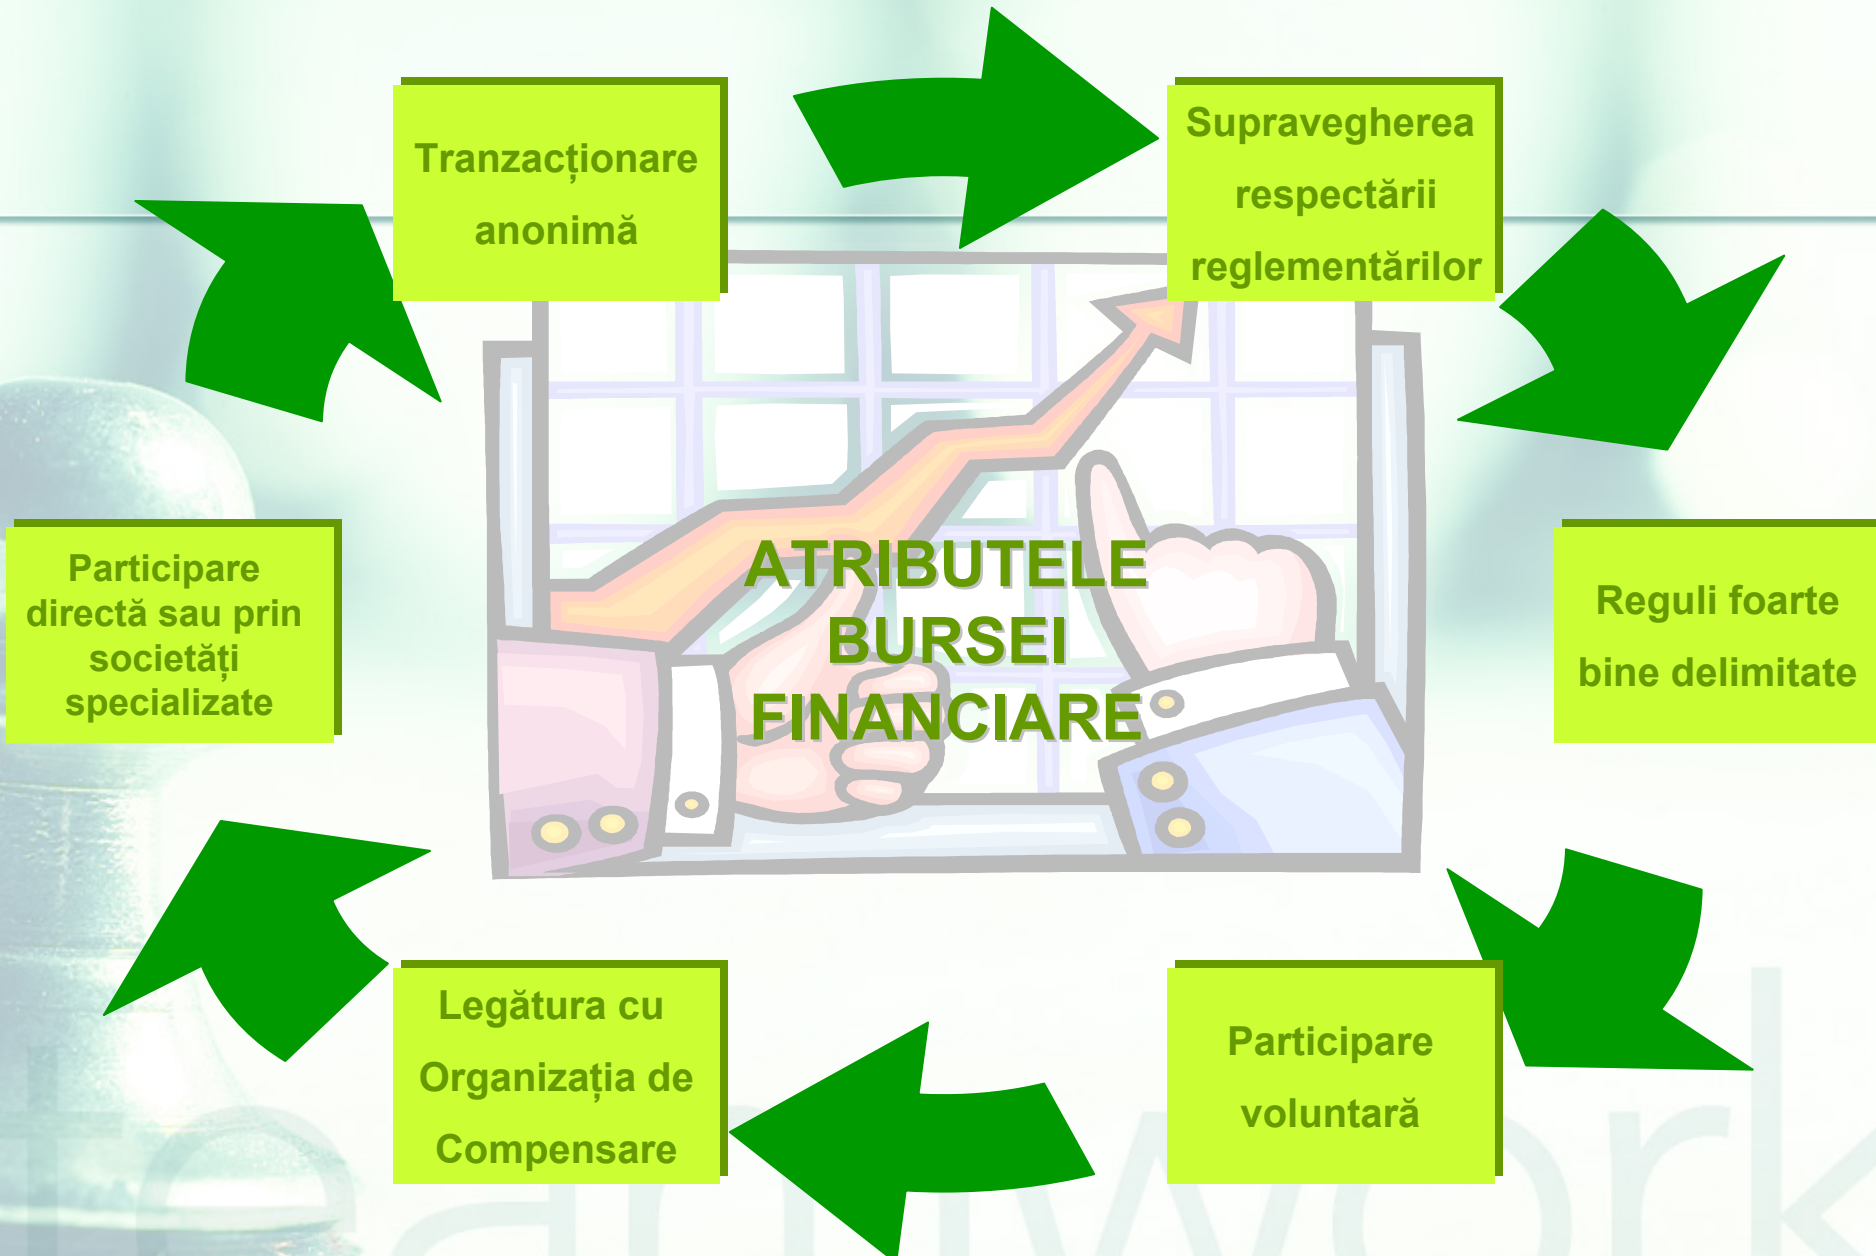 Tranzacționare
anonimă
Supravegherea
respectării
reglementărilor
Participare
directă sau prin
societăți
specializate
ATRIBUTELE
BURSEI
FINANCIARE
Reguli foarte
bine delimitate
Legătura cu
Organizația de
Compensare
Participare
voluntară
teamwork